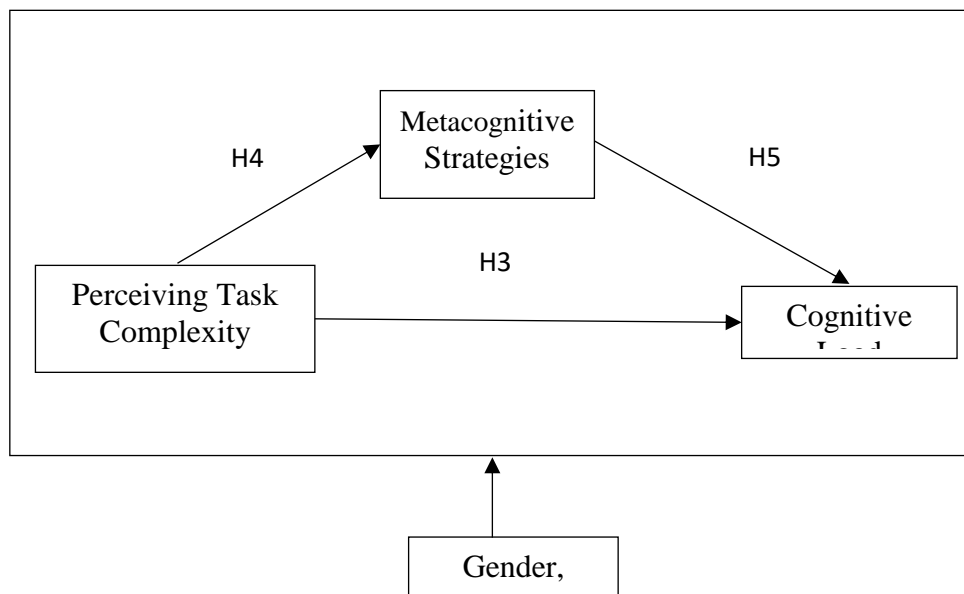 Metacognitive
Strategies
H4
H5
H3
Perceiving Task
Complexity
Cognitive
Gender,